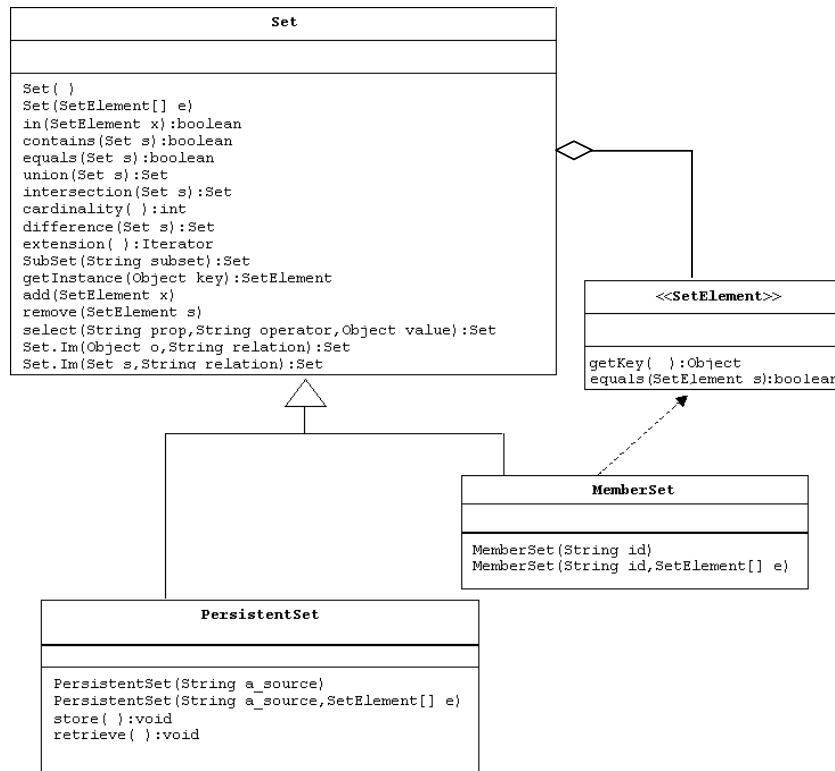 Set
Set( )
Set(SetElement[] e)
in(SetElement x):boolean
contains(Set s):boolean
equals(Set s):boolean
union(Set s):Set
intersection(Set s):Set
cardinality( ):int
difference(Set s):Set
extension( ):Iterator
SubSet(String subset):Set
getInstance(Object key):SetElement
add(SetElement x)
remove(SetElement s)
select(String prop,String operator,Object value):Set
Set.Im(Object o,String relation):Set
Set.Im(Set s,String relation):Set
<<SetElement>>
getKey( ):Object
equals(SetElement s):boolean
MemberSet
MemberSet(String id)
MemberSet(String id,SetElement[] e)
PersistentSet
PersistentSet(String a_source)
PersistentSet(String a_source,SetElement[] e)
store( ):void
retrieve( ):void